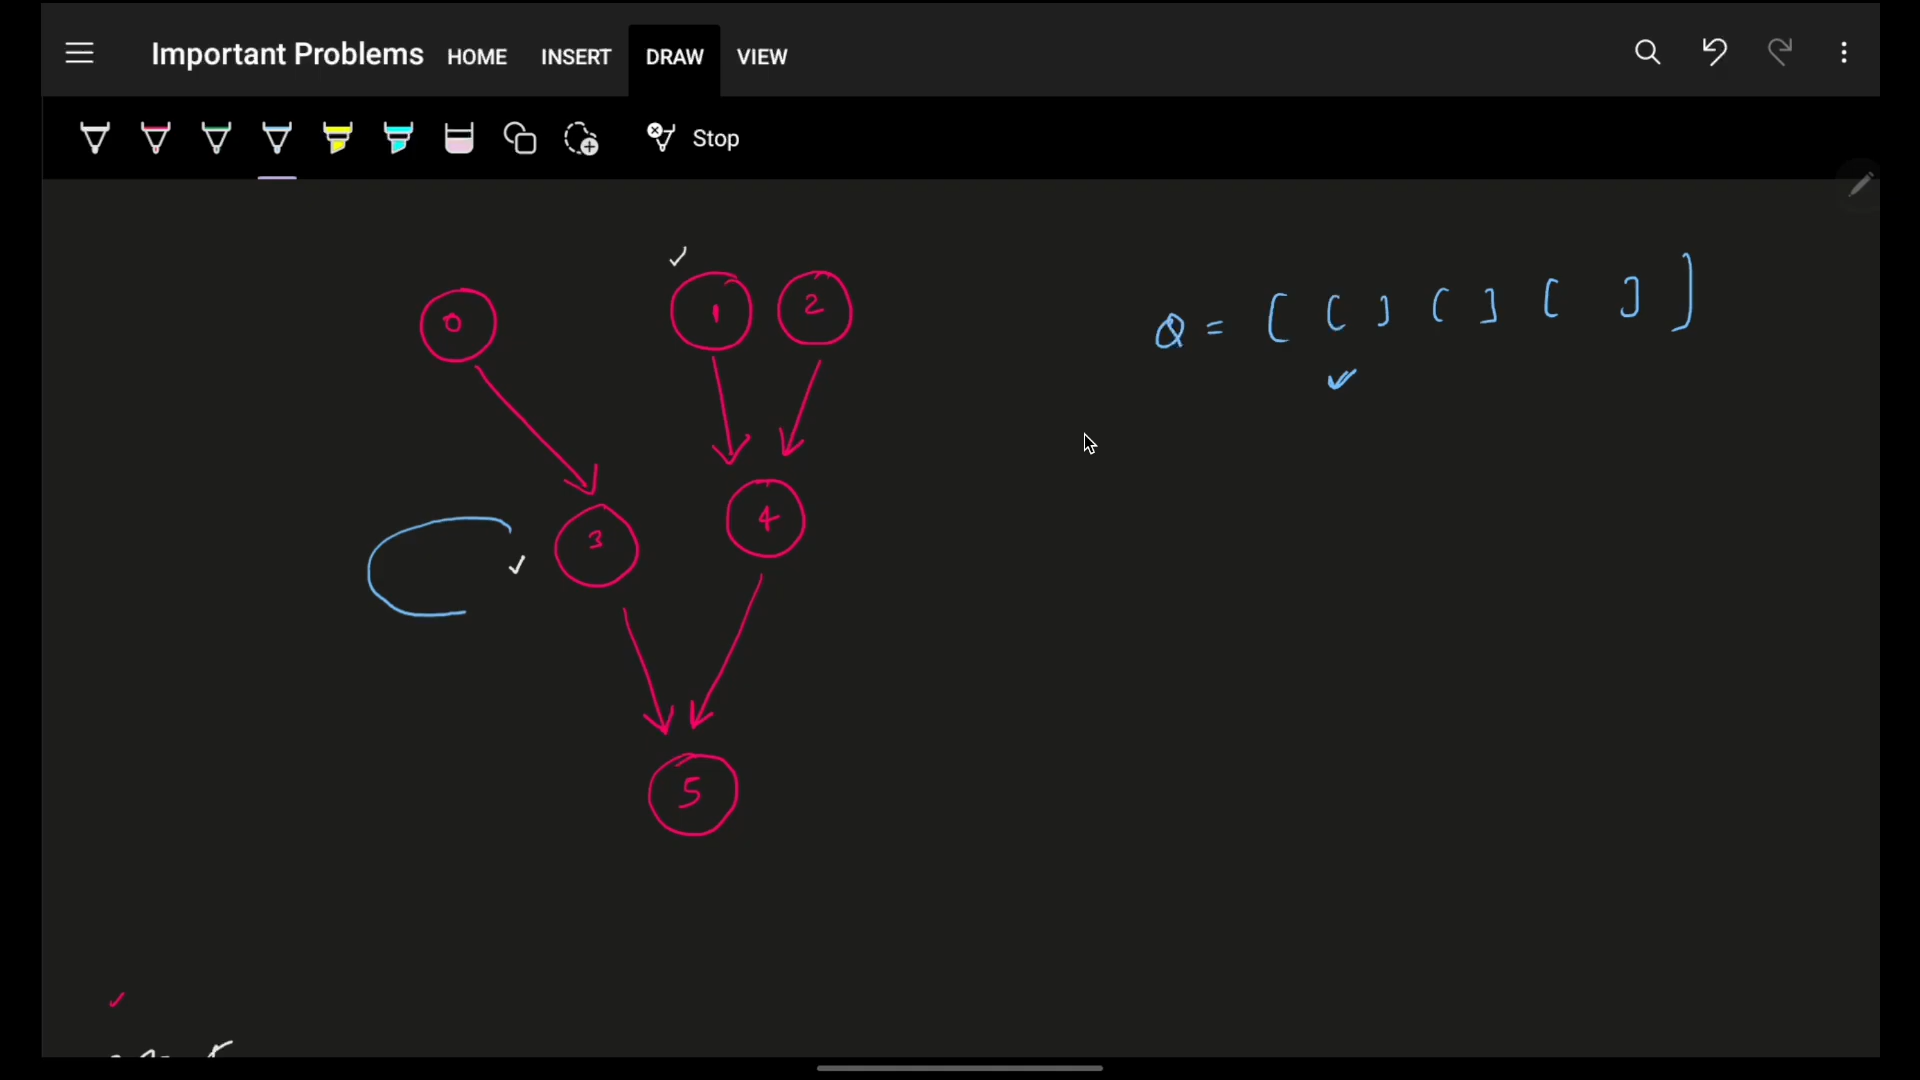 Important Problems HOME INSERT DRAW VIEW
Stop
0 1 2
Q = [ [ ] [ ] [ ] ]
3 4
5